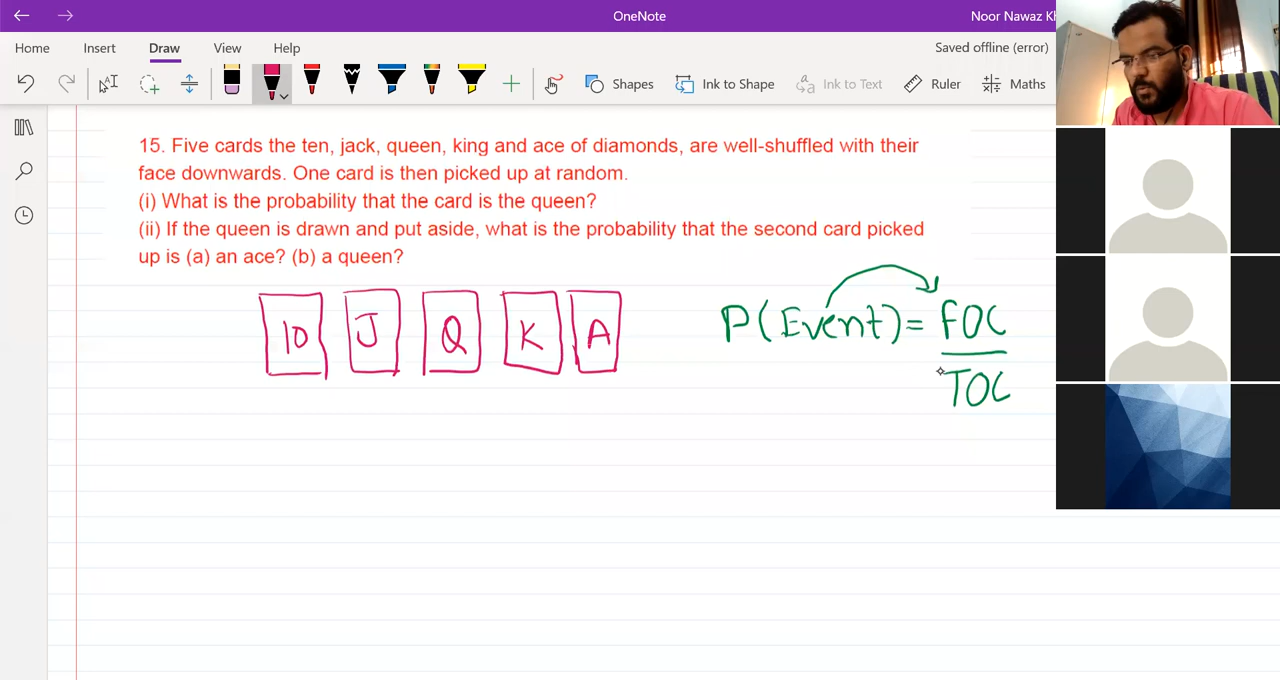 OneNote
Noor Nawaz Kh
Home Insert Draw View Help
Saved offline (error)
Shapes Ink to Shape Ink to Text Ruler Maths
15. Five cards the ten, jack, queen, king and ace of diamonds, are well-shuffled with their
face downwards. One card is then picked up at random.
(i) What is the probability that the card is the queen?
(ii) If the queen is drawn and put aside, what is the probability that the second card picked
up is (a) an ace? (b) a queen?
10 J Q K A
P(Event)= FOC
TOC